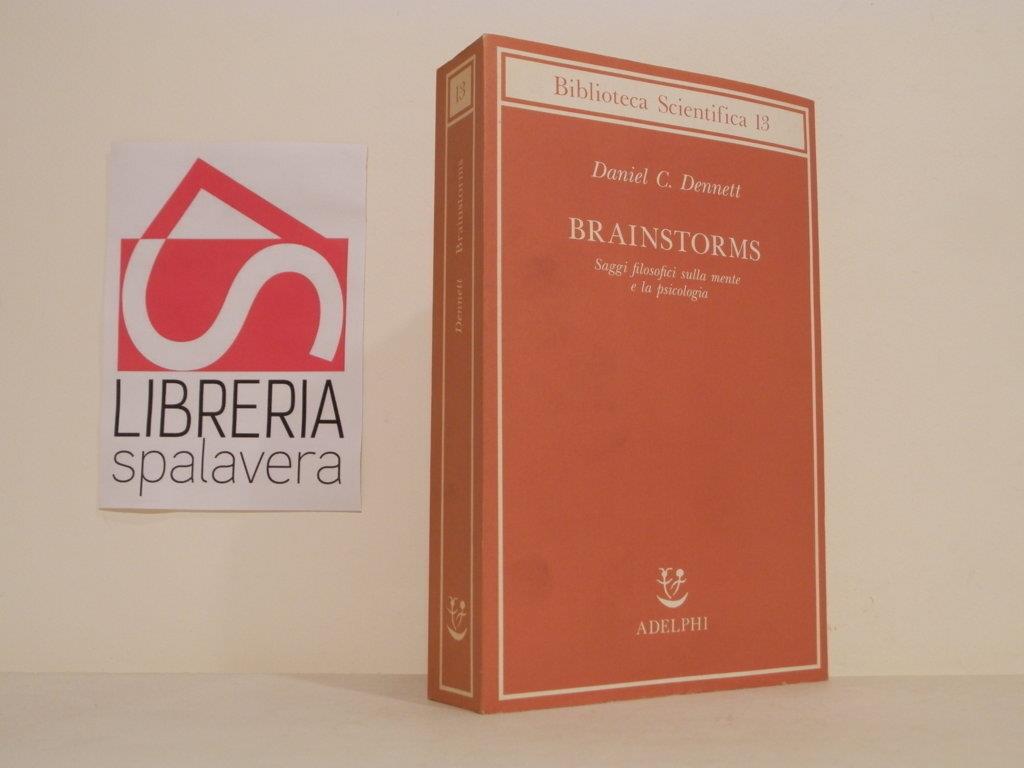 LIBRERIA
spalavera
13
Dennett Brainstorms
Biblioteca Scientifica 13
Daniel C. Dennett
BRAINSTORMS
Saggi filosofici sulla mente
e la psicologia
ADELPHI